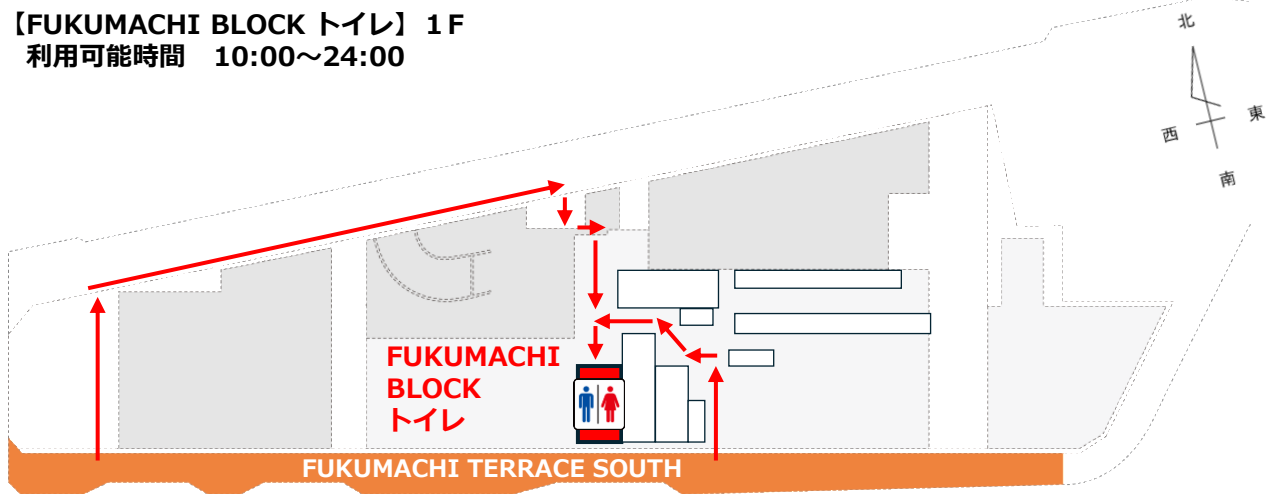 【FUKUMACHI BLOCK トイレ】１F
利用可能時間　10:00～24:00
北
西
東
南
FUKUMACHI
BLOCK
トイレ
FUKUMACHI TERRACE SOUTH